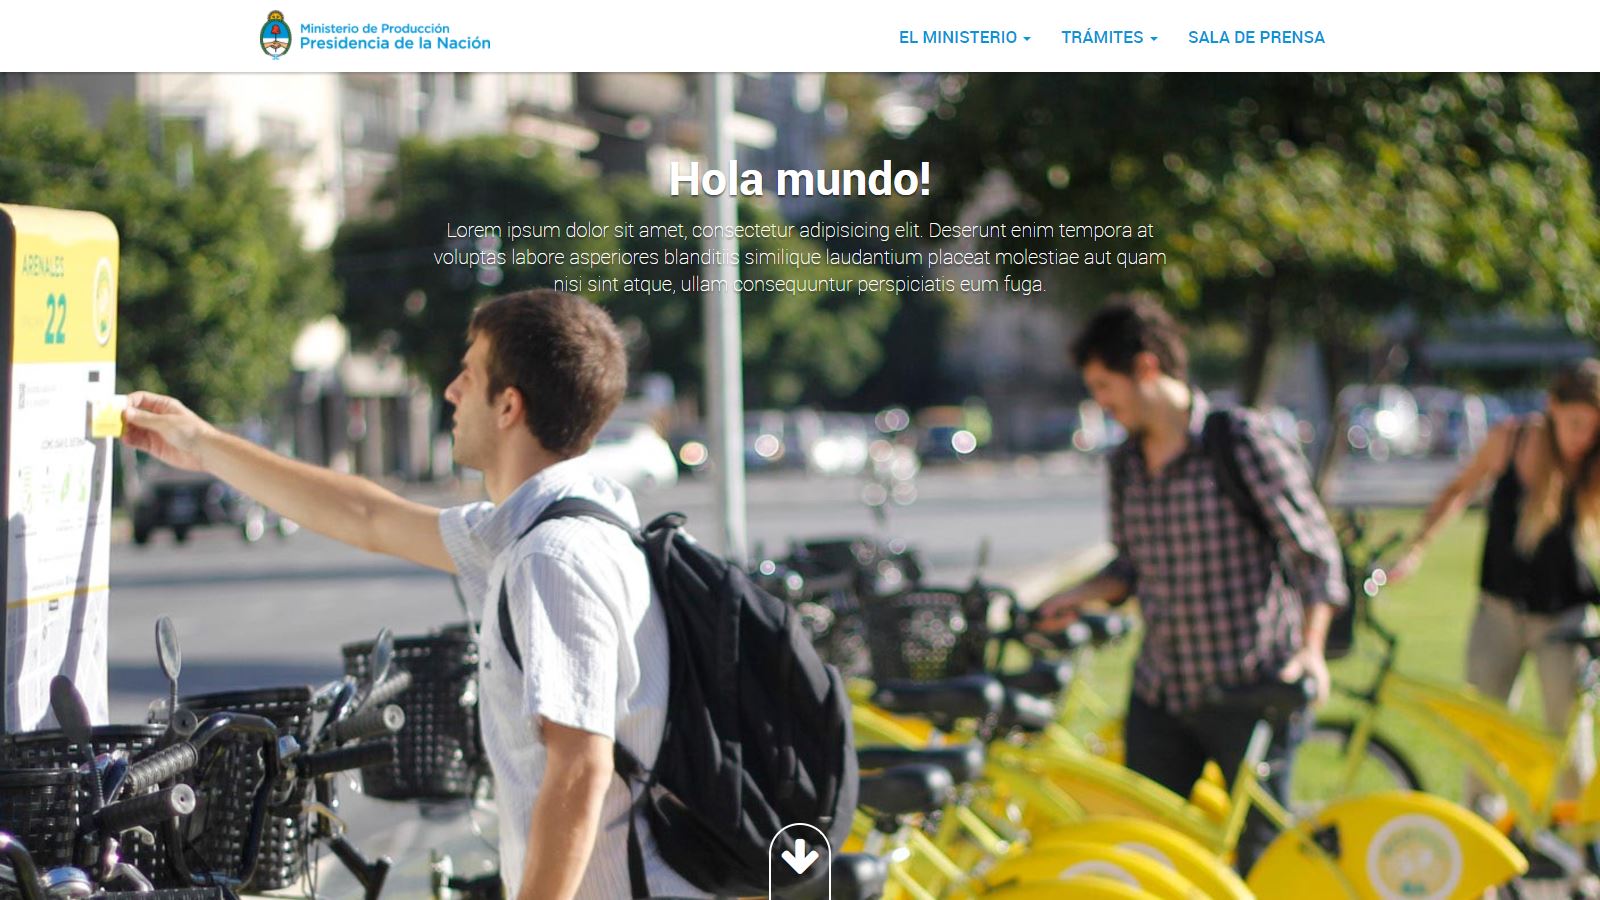 Ministerio de Producción
Presidencia de la Nación
EL MINISTERIO
TRÁMITES
SALA DE PRENSA
Hola mundo!
Lorem ipsum dolor sit amet, consectetur adipisicing elit. Deserunt enim tempora at
voluptas labore asperiores blanditiis similique laudantium placeat molestiae aut quam
nisi sint atque, ullam consequuntur perspiciatis eum fuga.
ARENALES
22